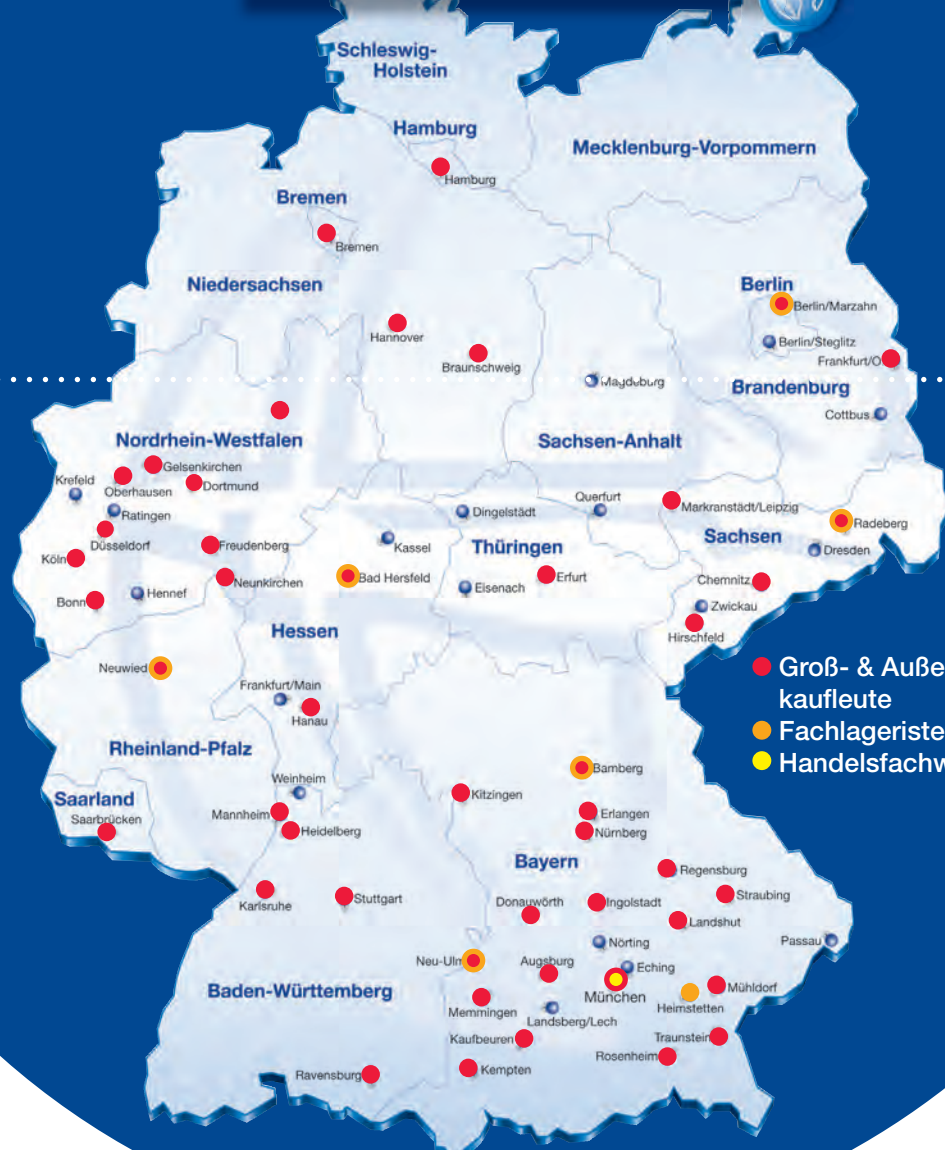 Schleswig-
Holstein
Hamburg
Mecklenburg-Vorpommern
Hamburg
Bremen
Bremen
Niedersachsen
Berlin
Berlin/Marzahn
Hannover
Berlin/Steglitz
Braunschweig
Frankfurt/O
Magdeburg
Brandenburg
Cottbus
Nordrhein-Westfalen
Sachsen-Anhalt
Gelsenkirchen
Krefeld
Oberhausen
Dortmund
Querfurt
Markranstädt/Leipzig
Ratingen
Dingelstädt
Radeberg
Düsseldorf
Freudenberg
Kassel
Thüringen
Sachsen
Dresden
Köln
Neunkirchen
Bad Hersfeld
Erfurt
Chemnitz
Eisenach
Bonn
Hennef
Zwickau
Hessen
Hirschfeld
Neuwied
Frankfurt/Main
Hanau
Groß- & Auße
kaufleute
Fachlageriste
Handelsfachw
Rheinland-Pfalz
Bamberg
Weinheim
Saarland
Kitzingen
Saarbrücken
Mannheim
Erlangen
Heidelberg
Nürnberg
Bayern
Regensburg
Karlsruhe
Stuttgart
Donauwörth
Ingolstadt
Straubing
Landshut
Nörting
Passau
Neu-Ulm
Augsburg
Eching
Baden-Württemberg
München
Mühldorf
Memmingen
Heimstetten
Landsberg/Lech
Kaufbeuren
Traunstein
Rosenheim
Kempten
Ravensburg